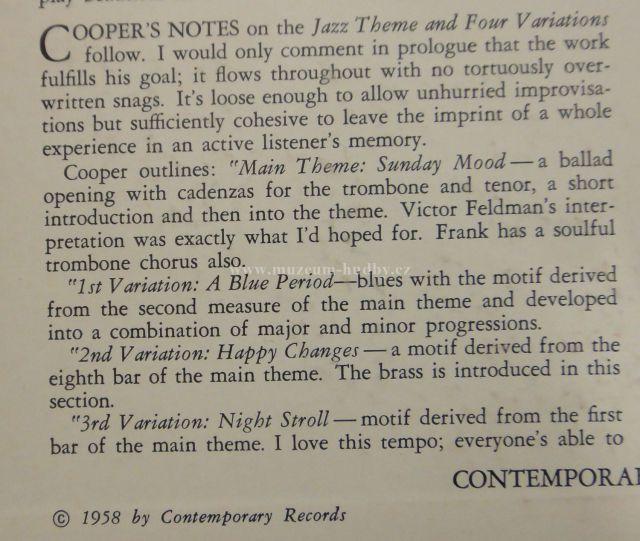 COOPER'S NOTES on the Jazz Theme and Four Variations
follow. I would only comment in prologue that the work
fulfills his goal; it flows throughout with no tortuously over-
written snags. It's loose enough to allow unhurried improvisa-
tions but sufficiently cohesive to leave the imprint of a whole
experience in an active listener's memory.
Cooper outlines: "Main Theme: Sunday Mood — a ballad
opening with cadenzas for the trombone and tenor, a short
introduction and then into the theme. Victor Feldman's inter-
pretation was exactly what I'd hoped for. Frank has a soulful
trombone chorus also.
www.muzeum-hudby.cz
"1st Variation: A Blue Period—blues with the motif derived
from the second measure of the main theme and developed
into a combination of major and minor progressions.
"2nd Variation: Happy Changes — a motif derived from the
eighth bar of the main theme. The brass is introduced in this
section.
"3rd Variation: Night Stroll — motif derived from the first
bar of the main theme. I love this tempo; everyone's able to
CONTEMPORA
© 1958 by Contemporary Records